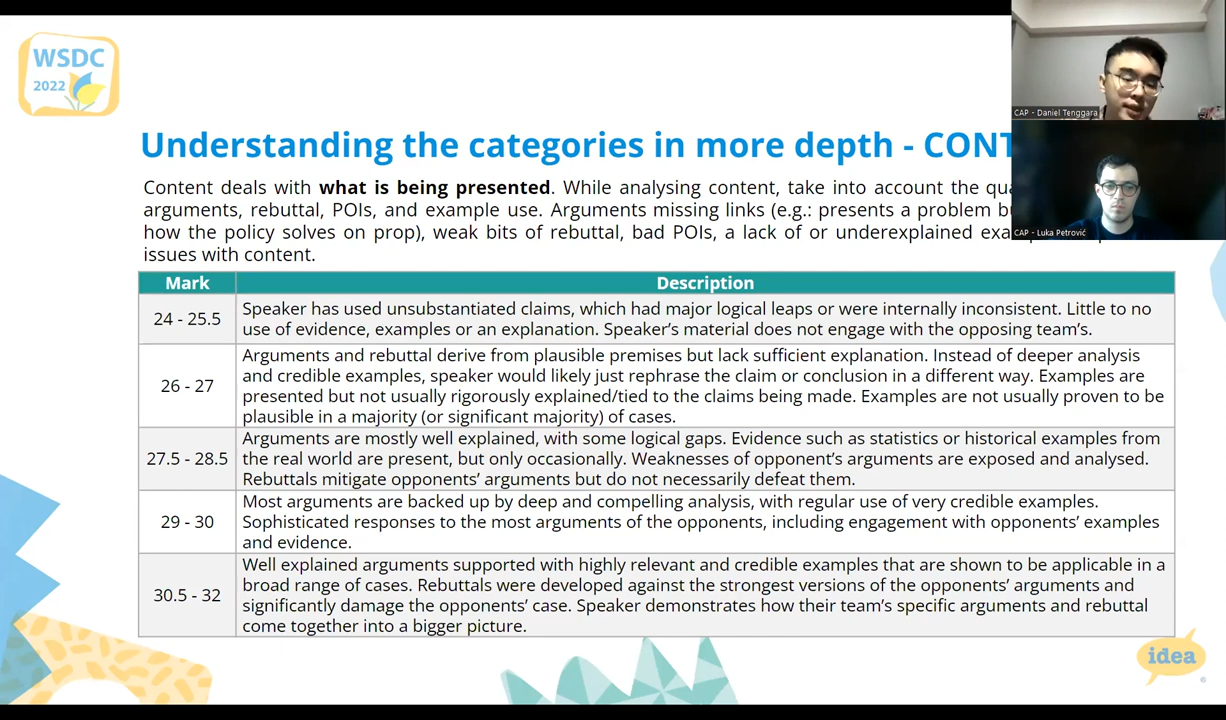 WSDC
2022
CAP - Daniel Tenggara
CAP - Luka Petrović
Understanding the categories in more depth - CONT
Content deals with what is being presented. While analysing content, take into account the
arguments, rebuttal, POIs, and example use. Arguments missing links (e.g.: presents a problem
how the policy solves on prop), weak bits of rebuttal, bad POIs, a lack of or underexplained
issues with content.
Mark Description
24 - 25.5
Speaker has used unsubstantiated claims, which had major logical leaps or were internally inconsistent. Little to no
use of evidence, examples or an explanation. Speaker's material does not engage with the opposing team's.
26 - 27
Arguments and rebuttal derive from plausible premises but lack sufficient explanation. Instead of deeper analysis
and credible examples, speaker would likely just rephrase the claim or conclusion in a different way. Examples are
presented but not usually rigorously explained/tied to the claims being made. Examples are not usually proven to be
plausible in a majority (or significant majority) of cases.
27.5 - 28.5
Arguments are mostly well explained, with some logical gaps. Evidence such as statistics or historical examples from
the real world are present, but only occasionally. Weaknesses of opponent's arguments are exposed and analysed.
Rebuttals mitigate opponents' arguments but do not necessarily defeat them.
29 - 30
Most arguments are backed up by deep and compelling analysis, with regular use of very credible examples.
Sophisticated responses to the most arguments of the opponents, including engagement with opponents' examples
and evidence.
30.5 - 32
Well explained arguments supported with highly relevant and credible examples that are shown to be applicable in a
broad range of cases. Rebuttals were developed against the strongest versions of the opponents' arguments and
significantly damage the opponents' case. Speaker demonstrates how their team's specific arguments and rebuttal
come together into a bigger picture.
idea